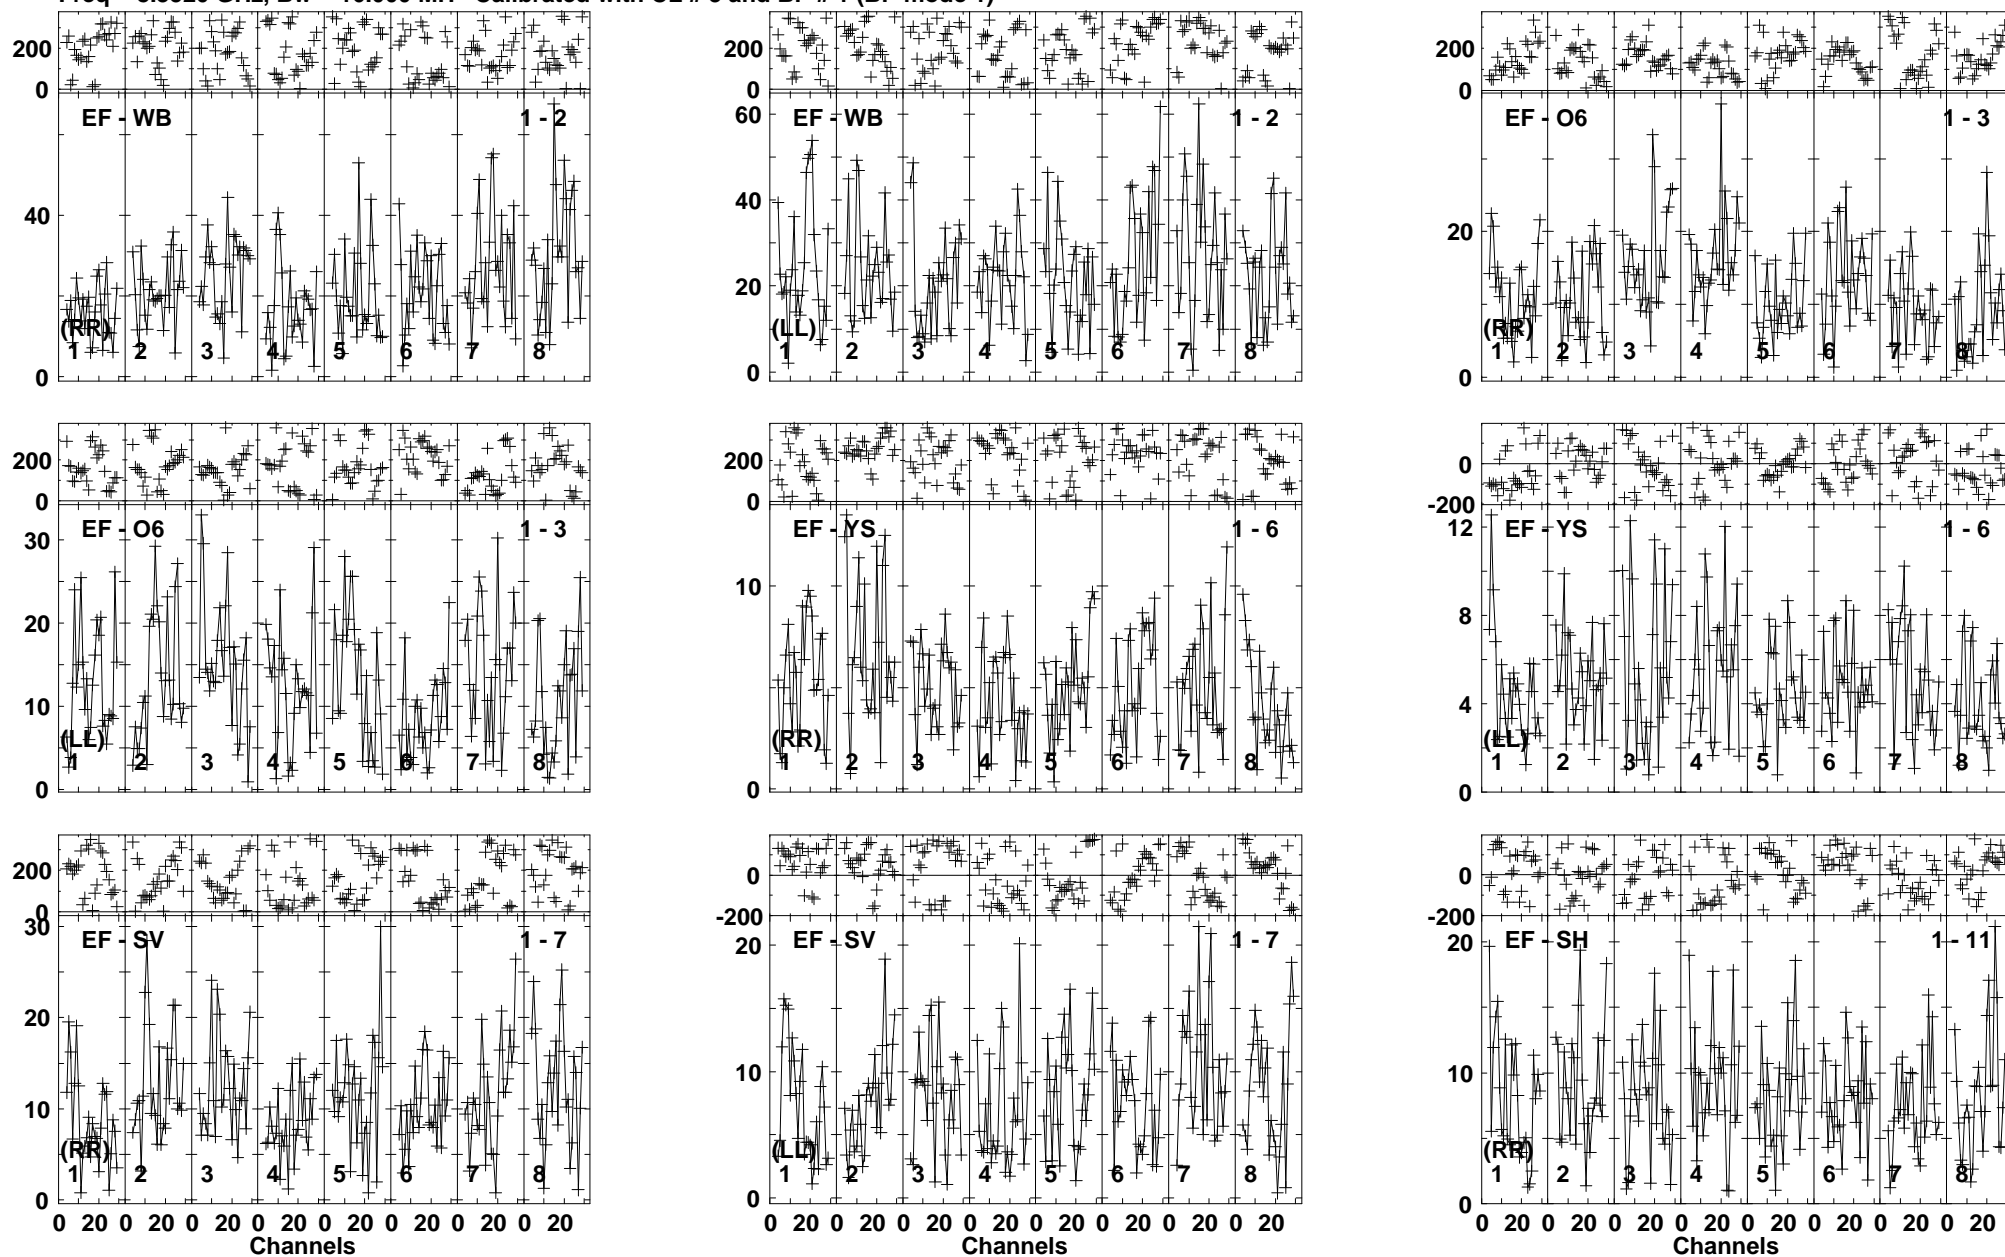 200 0 EF - WB 1 - 2 40 0 (RR) 1 2 3 4 5 6 7 8
200 0 EF - WB 1 - 2 60 40 20 0 (LL) 1 2 3 4 5 6 7 8
200 0 EF - O6 1 - 3 20 0 (RR) 1 2 3 4 5 6 7 8
200 0 EF - O6 1 - 3 30 20 10 0 (LL) 1 2 3 4 5 6 7 8
200 0 EF - YS 1 - 6 10 0 (RR) 1 2 3 4 5 6 7 8
0 -200 EF - YS 1 - 6 12 8 4 0 (LL) 1 2 3 4 5 6 7 8
200 0 EF - SV 1 - 7 30 20 10 0 (RR) 1 2 3 4 5 6 7 8
0 20 0 20 0 20 0 20 0 20 0 20 0 20 0 20
Channels
0 -200 EF - SV 1 - 7 20 10 0 (LL) 1 2 3 4 5 6 7 8
0 20 0 20 0 20 0 20 0 20 0 20 0 20 0 20
Channels
0 -200 EF - SH 1 - 11 20 10 0 (RR) 1 2 3 4 5 6 7 8
0 20 0 20 0 20 0 20 0 20 0 20 0 20 0 20
Channels